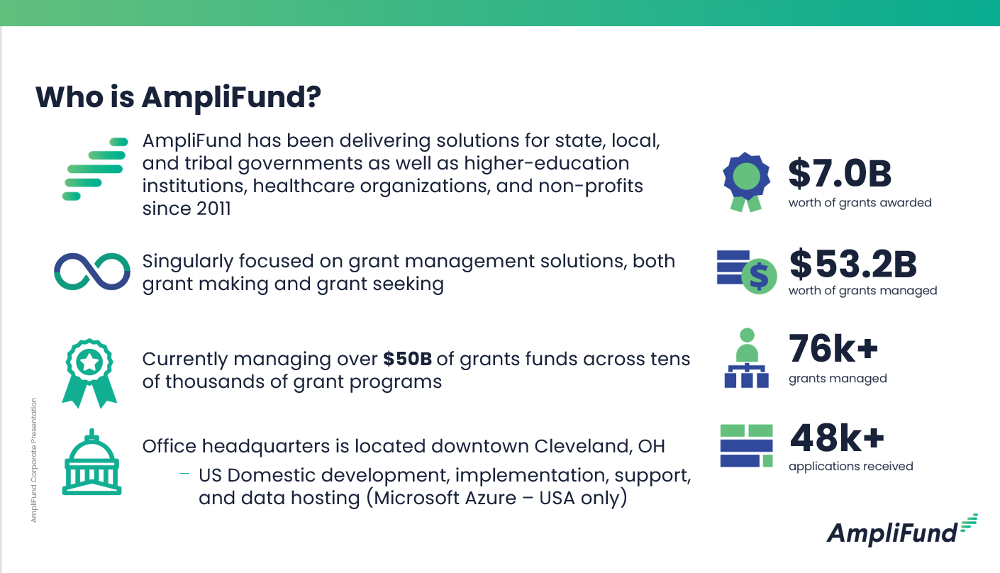 Who is AmpliFund?
AmpliFund has been delivering solutions for state, local,
and tribal governments as well as higher-education
institutions, healthcare organizations, and non-profits
since 2011
Singularly focused on grant management solutions, both
grant making and grant seeking
Currently managing over $50B of grants funds across tens
of thousands of grant programs
Office headquarters is located downtown Cleveland, OH
– US Domestic development, implementation, support,
and data hosting (Microsoft Azure – USA only)
$7.0B
worth of grants awarded
$
$53.2B
worth of grants managed
76k+
grants managed
48k+
applications received
AmpliFund Corporate Presentation
AmpliFund